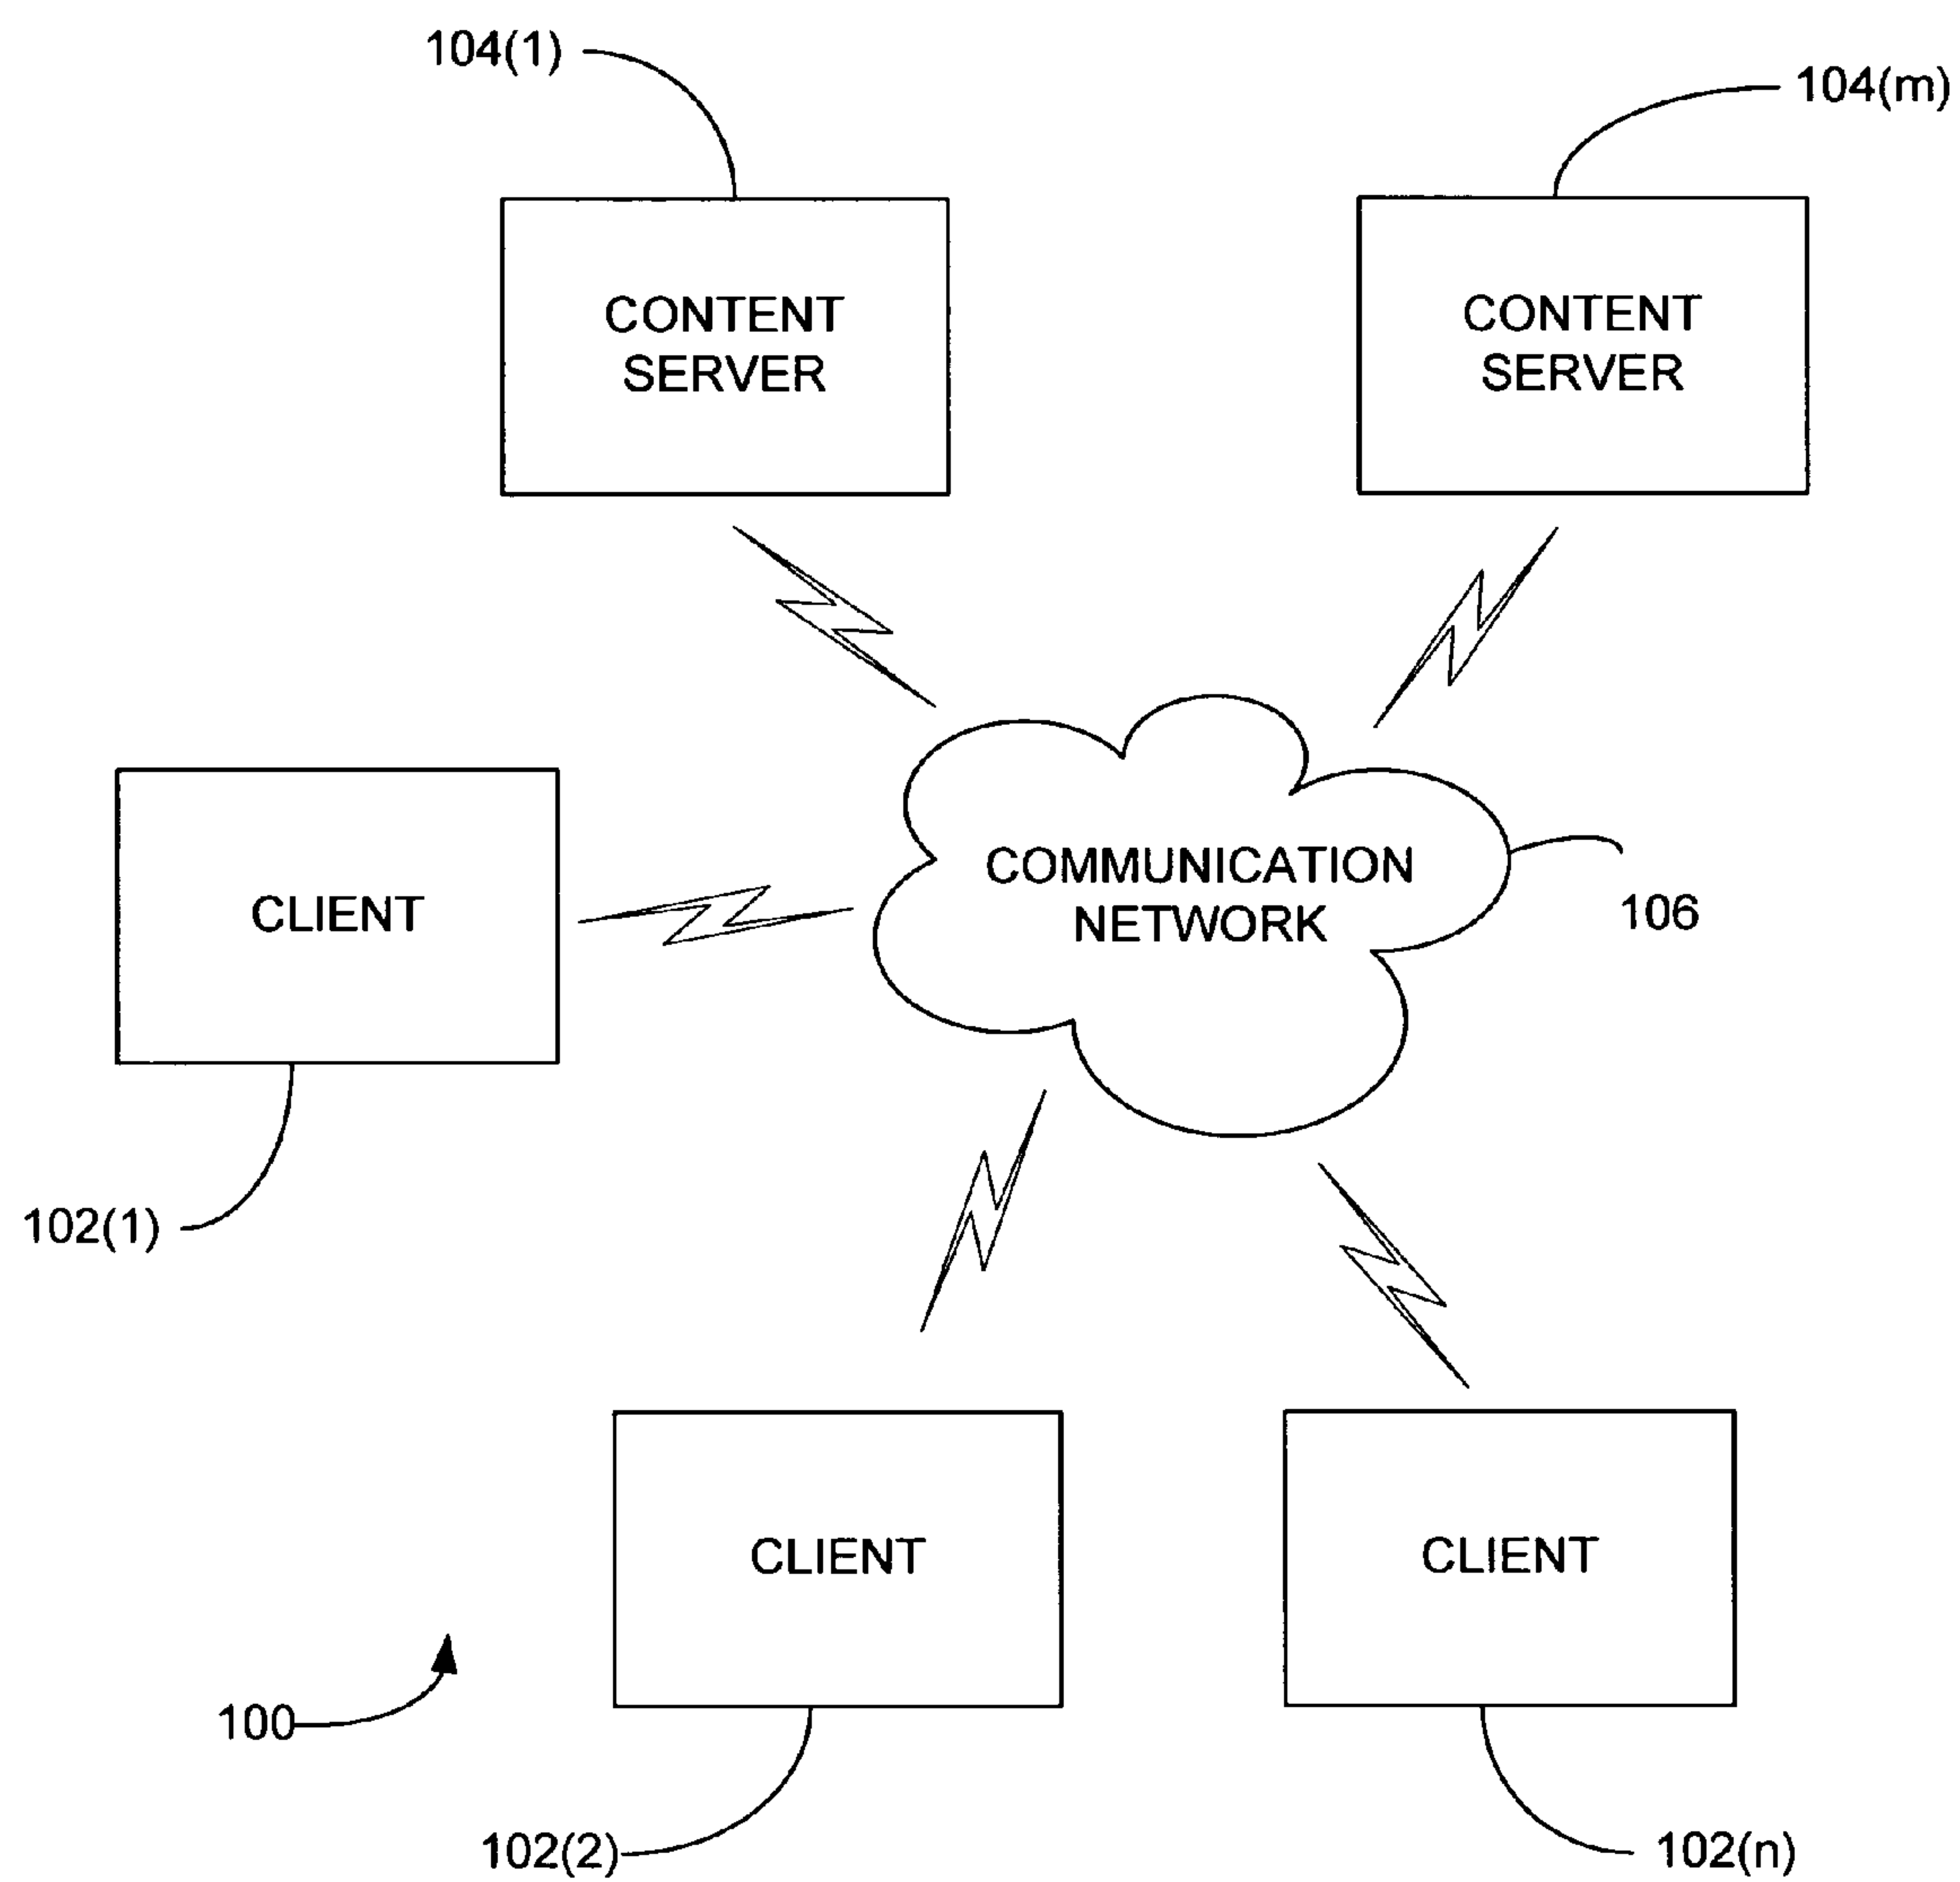 104(1)
104(m)
CONTENT
SERVER
CONTENT
SERVER
COMMUNICATION
NETWORK
106
CLIENT
102(1)
CLIENT
CLIENT
100
102(2)
102(n)